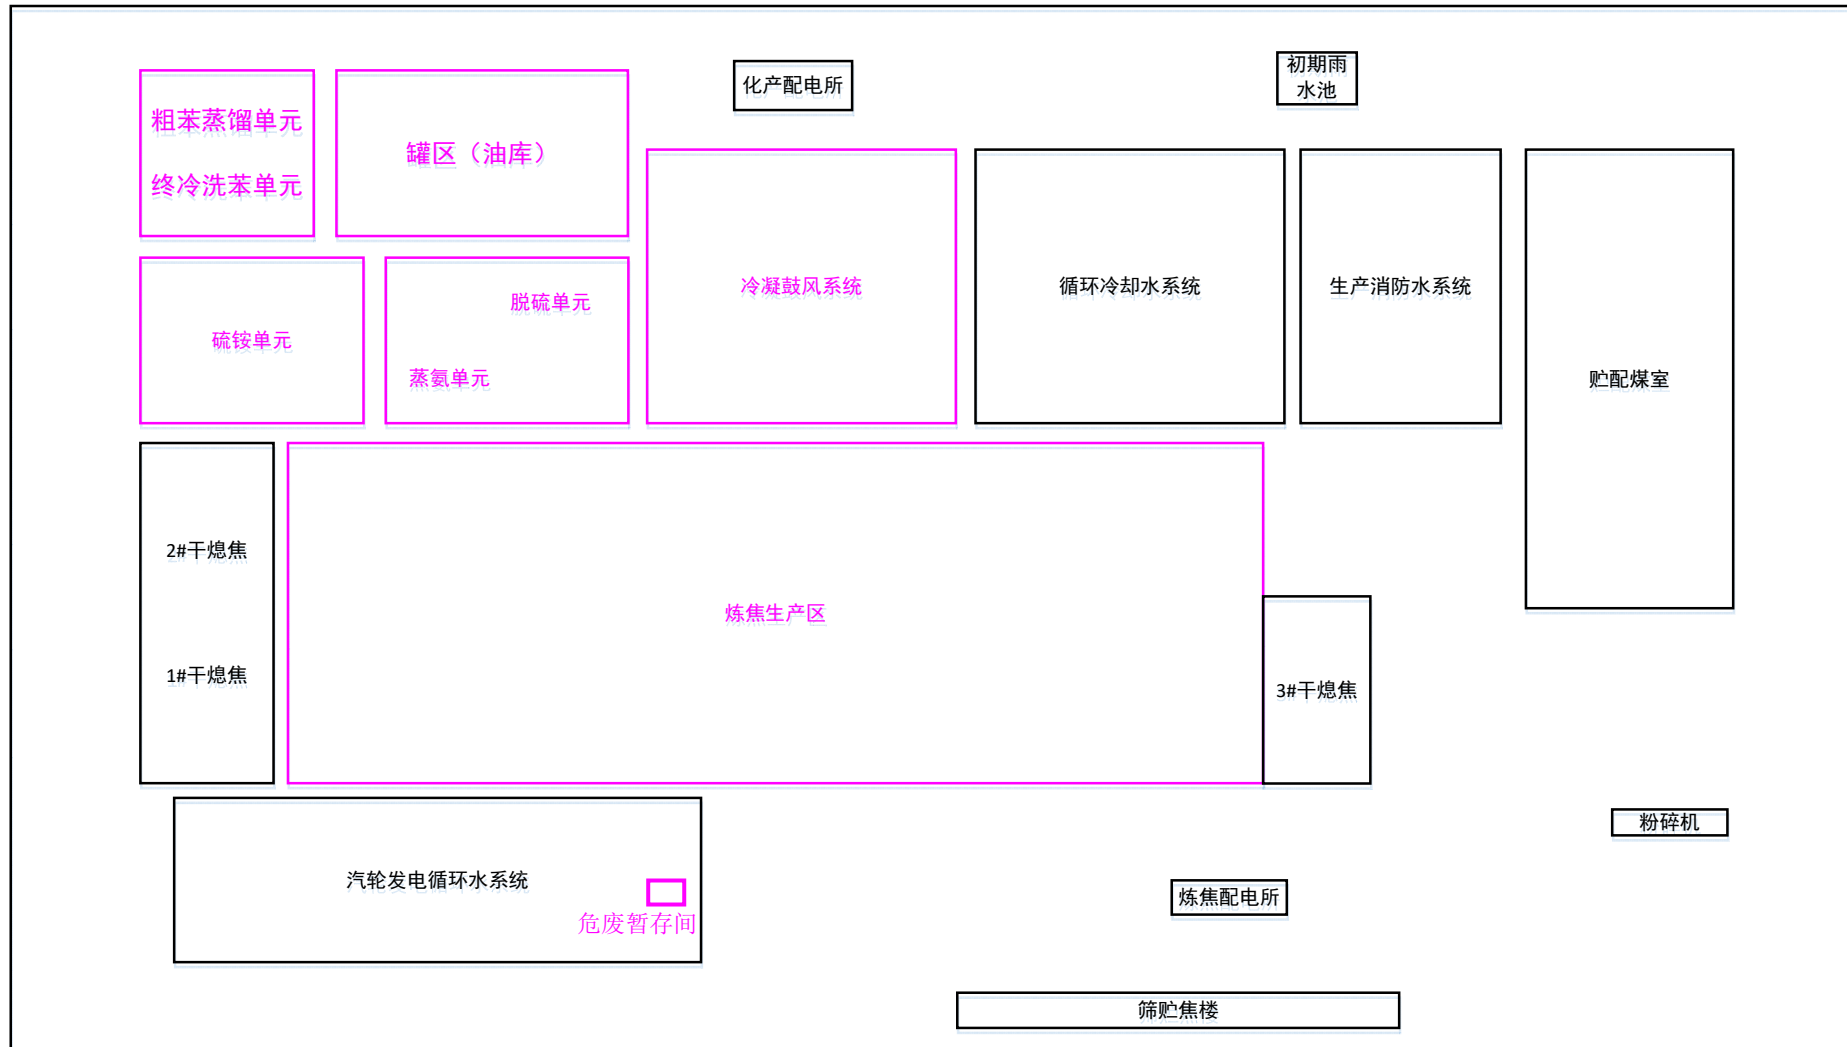 粗苯蒸馏单元
终冷洗苯单元
罐区（油库）
化产配电所
初期雨
水池
硫铵单元
脱硫单元
蒸氨单元
冷凝鼓风系统
循环冷却水系统
生产消防水系统
贮配煤室
2#干熄焦
1#干熄焦
炼焦生产区
3#干熄焦
汽轮发电循环水系统
危废暂存间
粉碎机
炼焦配电所
筛贮焦楼